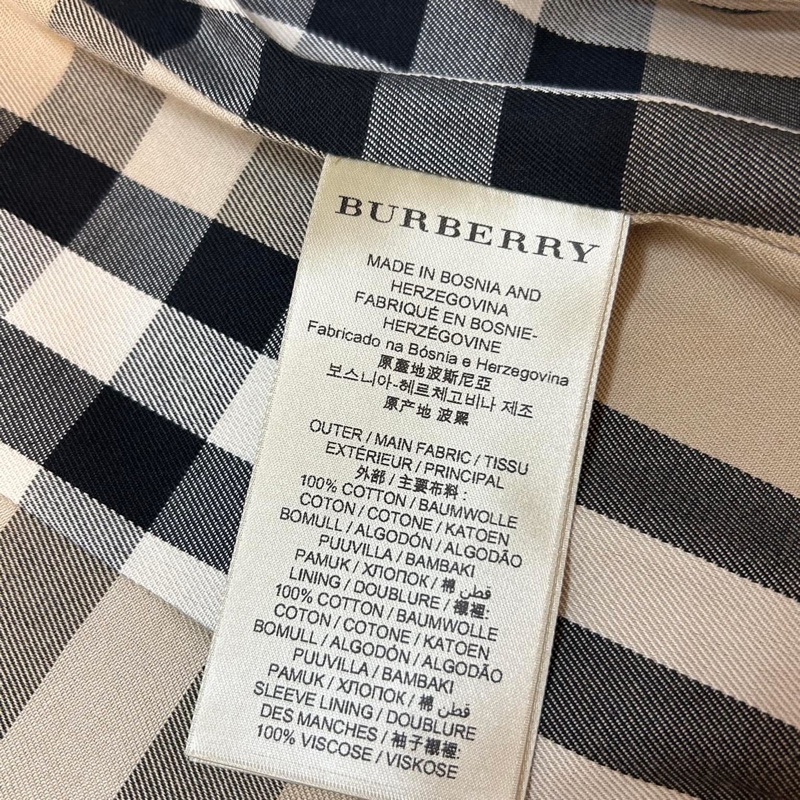 BURBERRY
MADE IN BOSNIA AND
HERZEGOVINA
FABRIQUÉ EN BOSNIE-
HERZÉGOVINE
Fabricado na Bósnia e Herzegovina
原產地波斯尼亞
보스니아-헤르체고비나 제조
原产地 波黑
OUTER / MAIN FABRIC / TISSU
EXTÉRIEUR / PRINCIPAL
外部 / 主要布料 :
100% COTTON / BAUMWOLLE
COTON / COTONE / KATOEN
BOMULL / ALGODÓN / ALGODÃO
PUUVILLA / BAMBAKI
PAMUK / ХЛОПОК / 棉 قطن
LINING / DOUBLURE / 襯裡:
100% COTTON / BAUMWOLLE
COTON / COTONE / KATOEN
BOMULL / ALGODÓN / ALGODÃO
PUUVILLA / BAMBAKI
PAMUK / ХЛОПОК / 棉 قطن
SLEEVE LINING / DOUBLURE
DES MANCHES / 袖子襯裡:
100% VISCOSE / VISKOSE